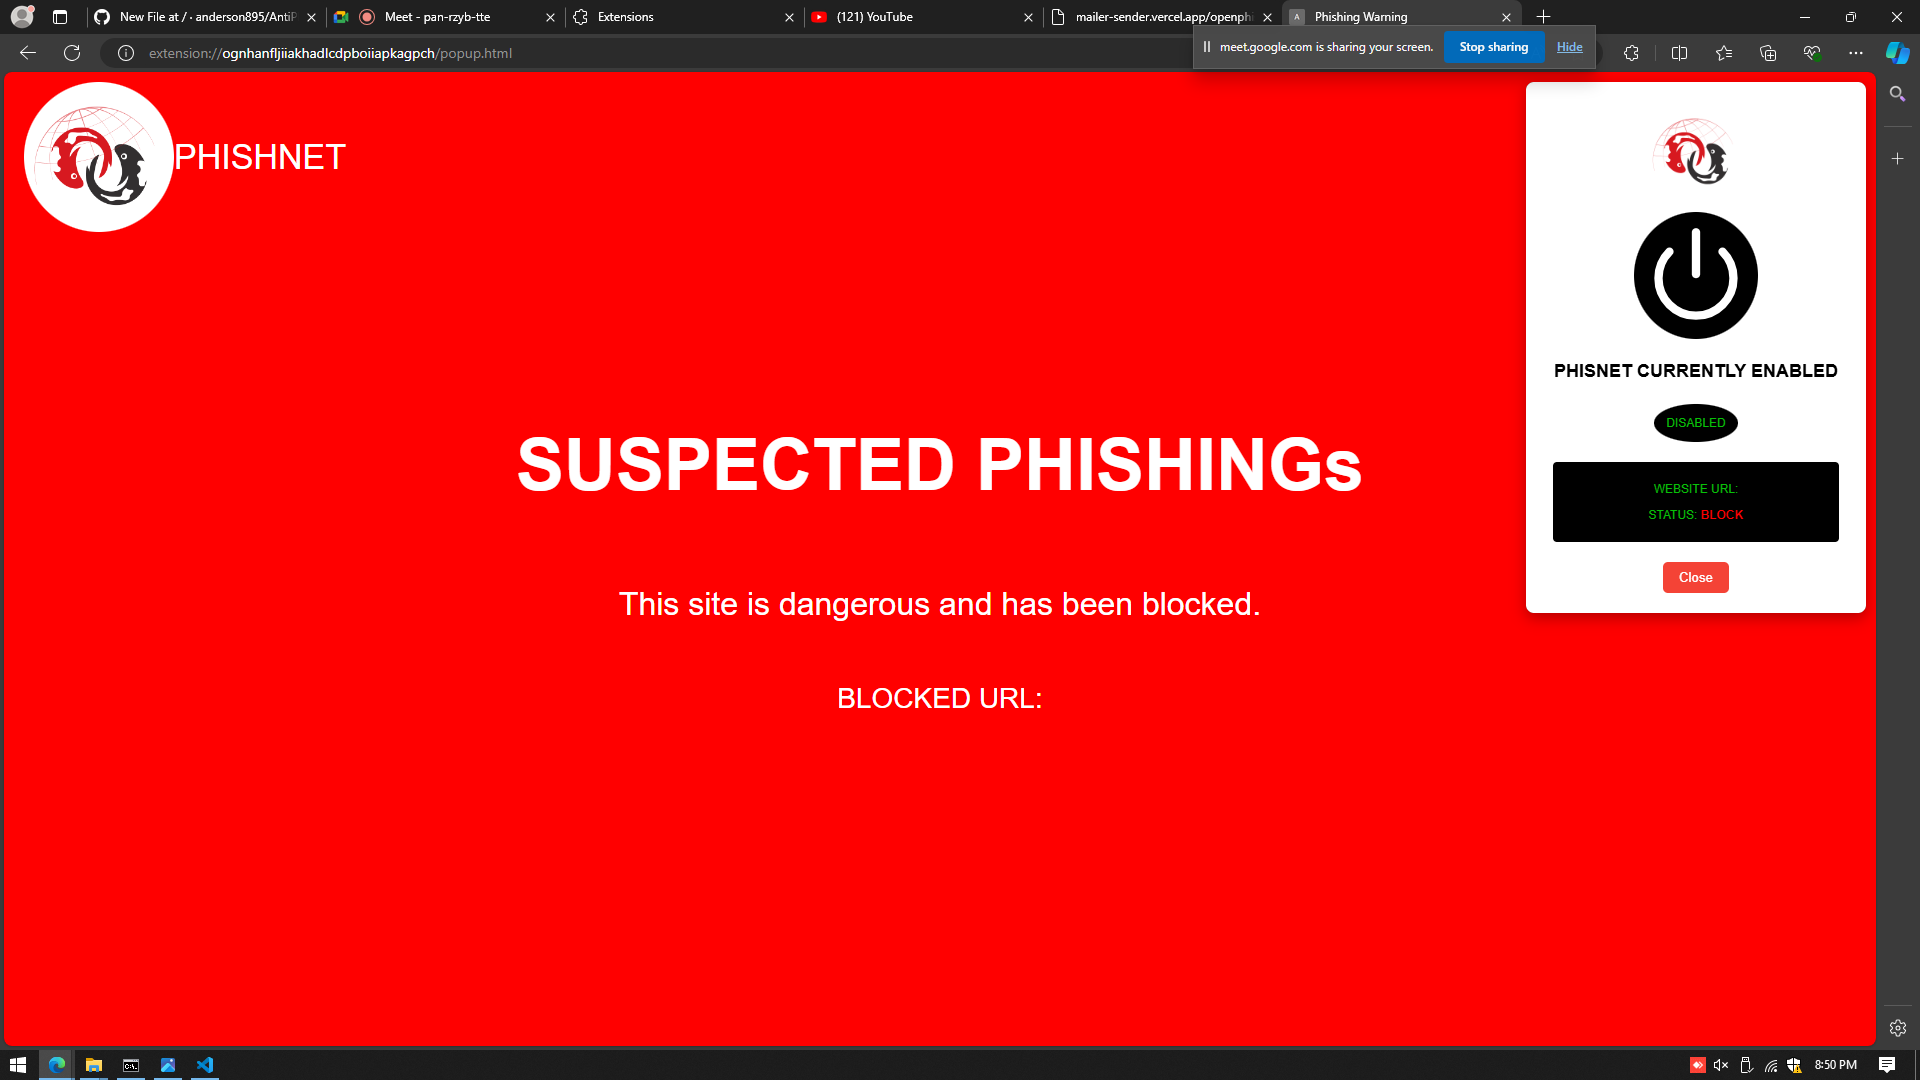 New File at / · anderson895/AntiP
Meet - pan-rzyb-tte
Extensions
(121) YouTube
mailer-sender.vercel.app/openphi
A
Phishing Warning
extension://ognhanfljiiakhadlcdpboiiapkagpch/popup.html
meet.google.com is sharing your screen.
Stop sharing
Hide
PHISHNET
SUSPECTED PHISHINGs
This site is dangerous and has been blocked.
BLOCKED URL:
PHISNET CURRENTLY ENABLED
DISABLED
WEBSITE URL:
STATUS: BLOCK
Close
8:50 PM